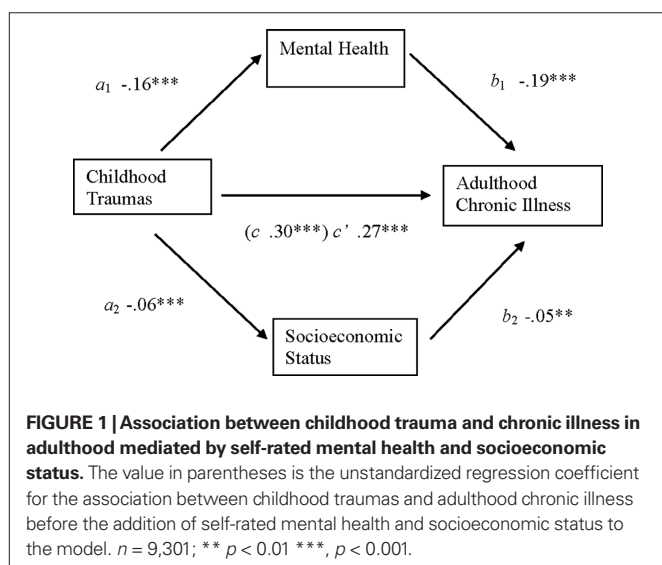 Mental Health
a₁ -.16***
b₁ -.19***
Childhood
Traumas
Adulthood
Chronic Illness
(c .30***) c' .27***
a₂ -.06***
b₂ -.05**
Socioeconomic
Status
FIGURE 1 | Association between childhood trauma and chronic illness in
adulthood mediated by self-rated mental health and socioeconomic
status. The value in parentheses is the unstandardized regression coefficient
for the association between childhood traumas and adulthood chronic illness
before the addition of self-rated mental health and socioeconomic status to
the model. n = 9,301; ** p < 0.01 ***, p < 0.001.